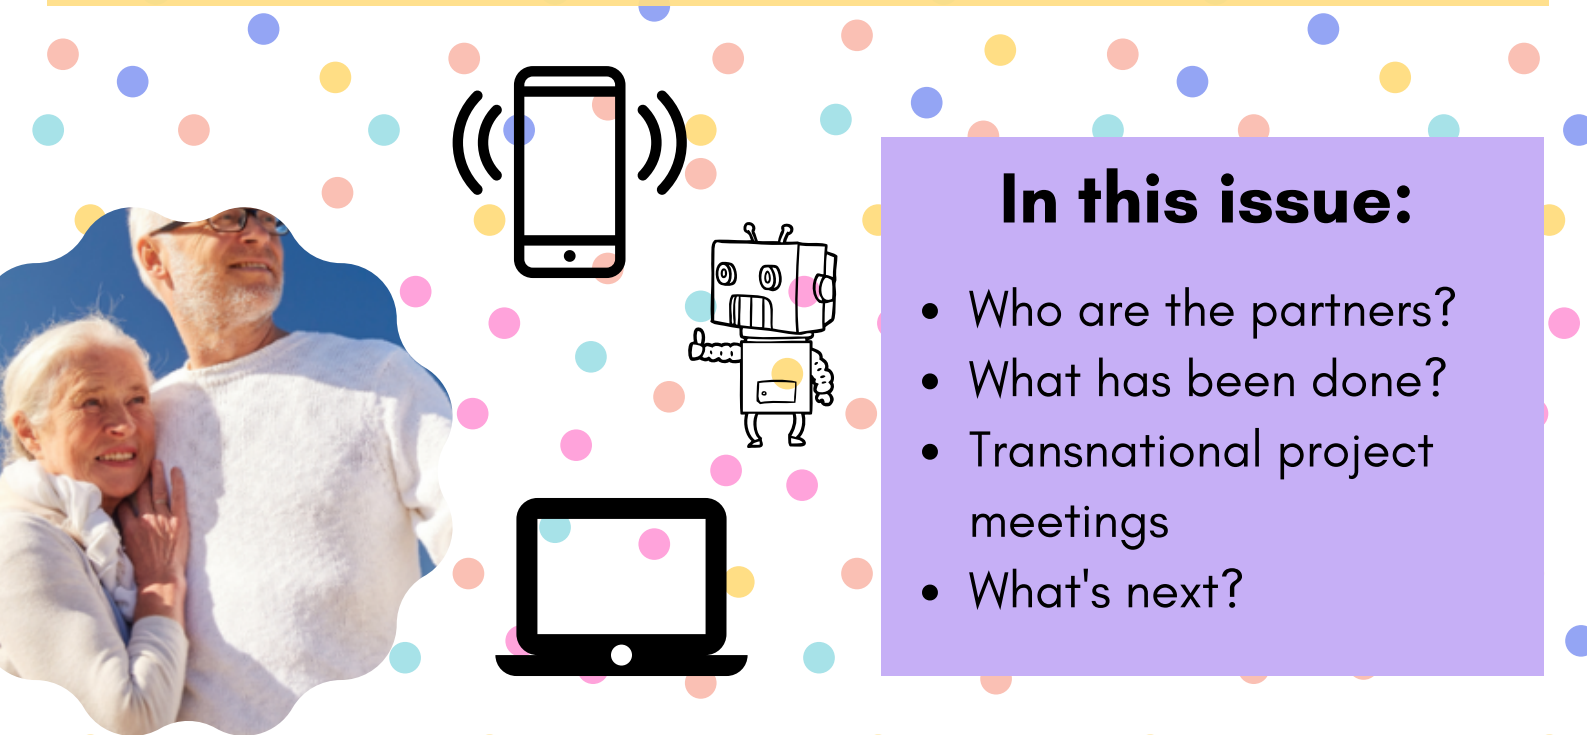 In this issue:
• Who are the partners?
• What has been done?
• Transnational project
meetings
• What's next?